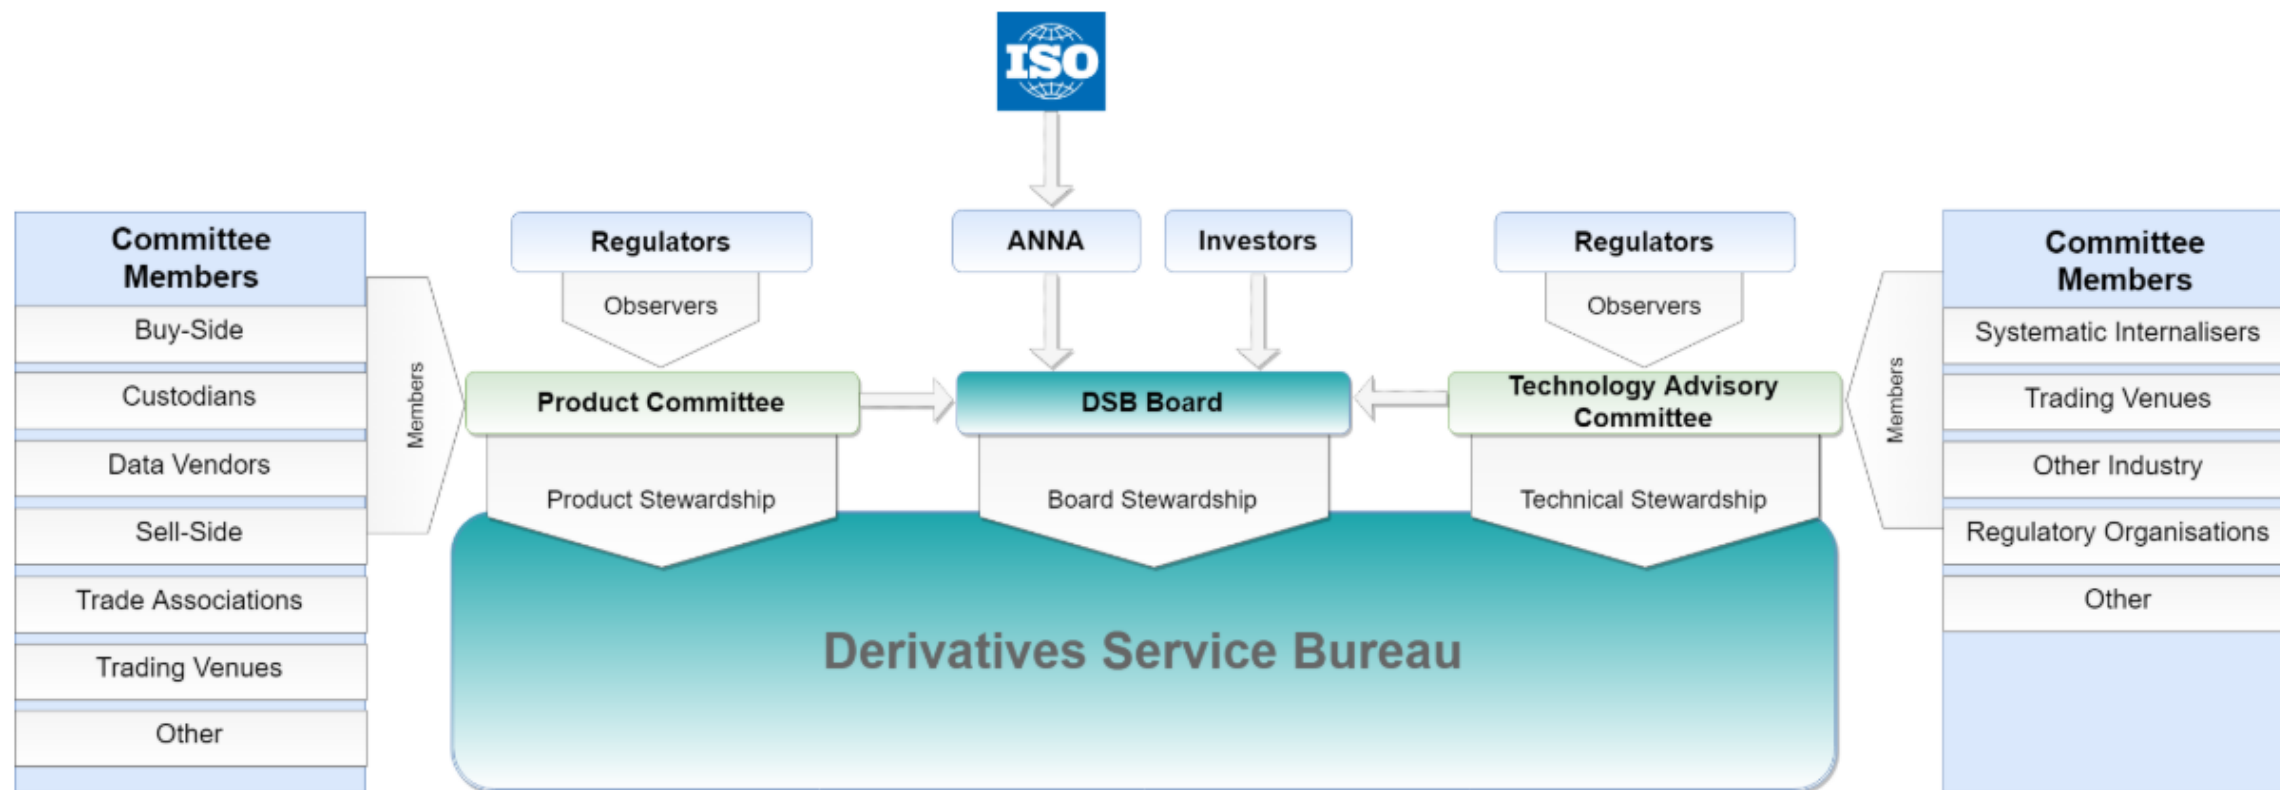 ISO
Committee
Members
Buy-Side
Custodians
Data Vendors
Sell-Side
Trade Associations
Trading Venues
Other
Members
Regulators
Observers
Product Committee
Product Stewardship
ANNA
Investors
DSB Board
Board Stewardship
Regulators
Observers
Technology Advisory
Committee
Technical Stewardship
Derivatives Service Bureau
Members
Committee
Members
Systematic Internalisers
Trading Venues
Other Industry
Regulatory Organisations
Other